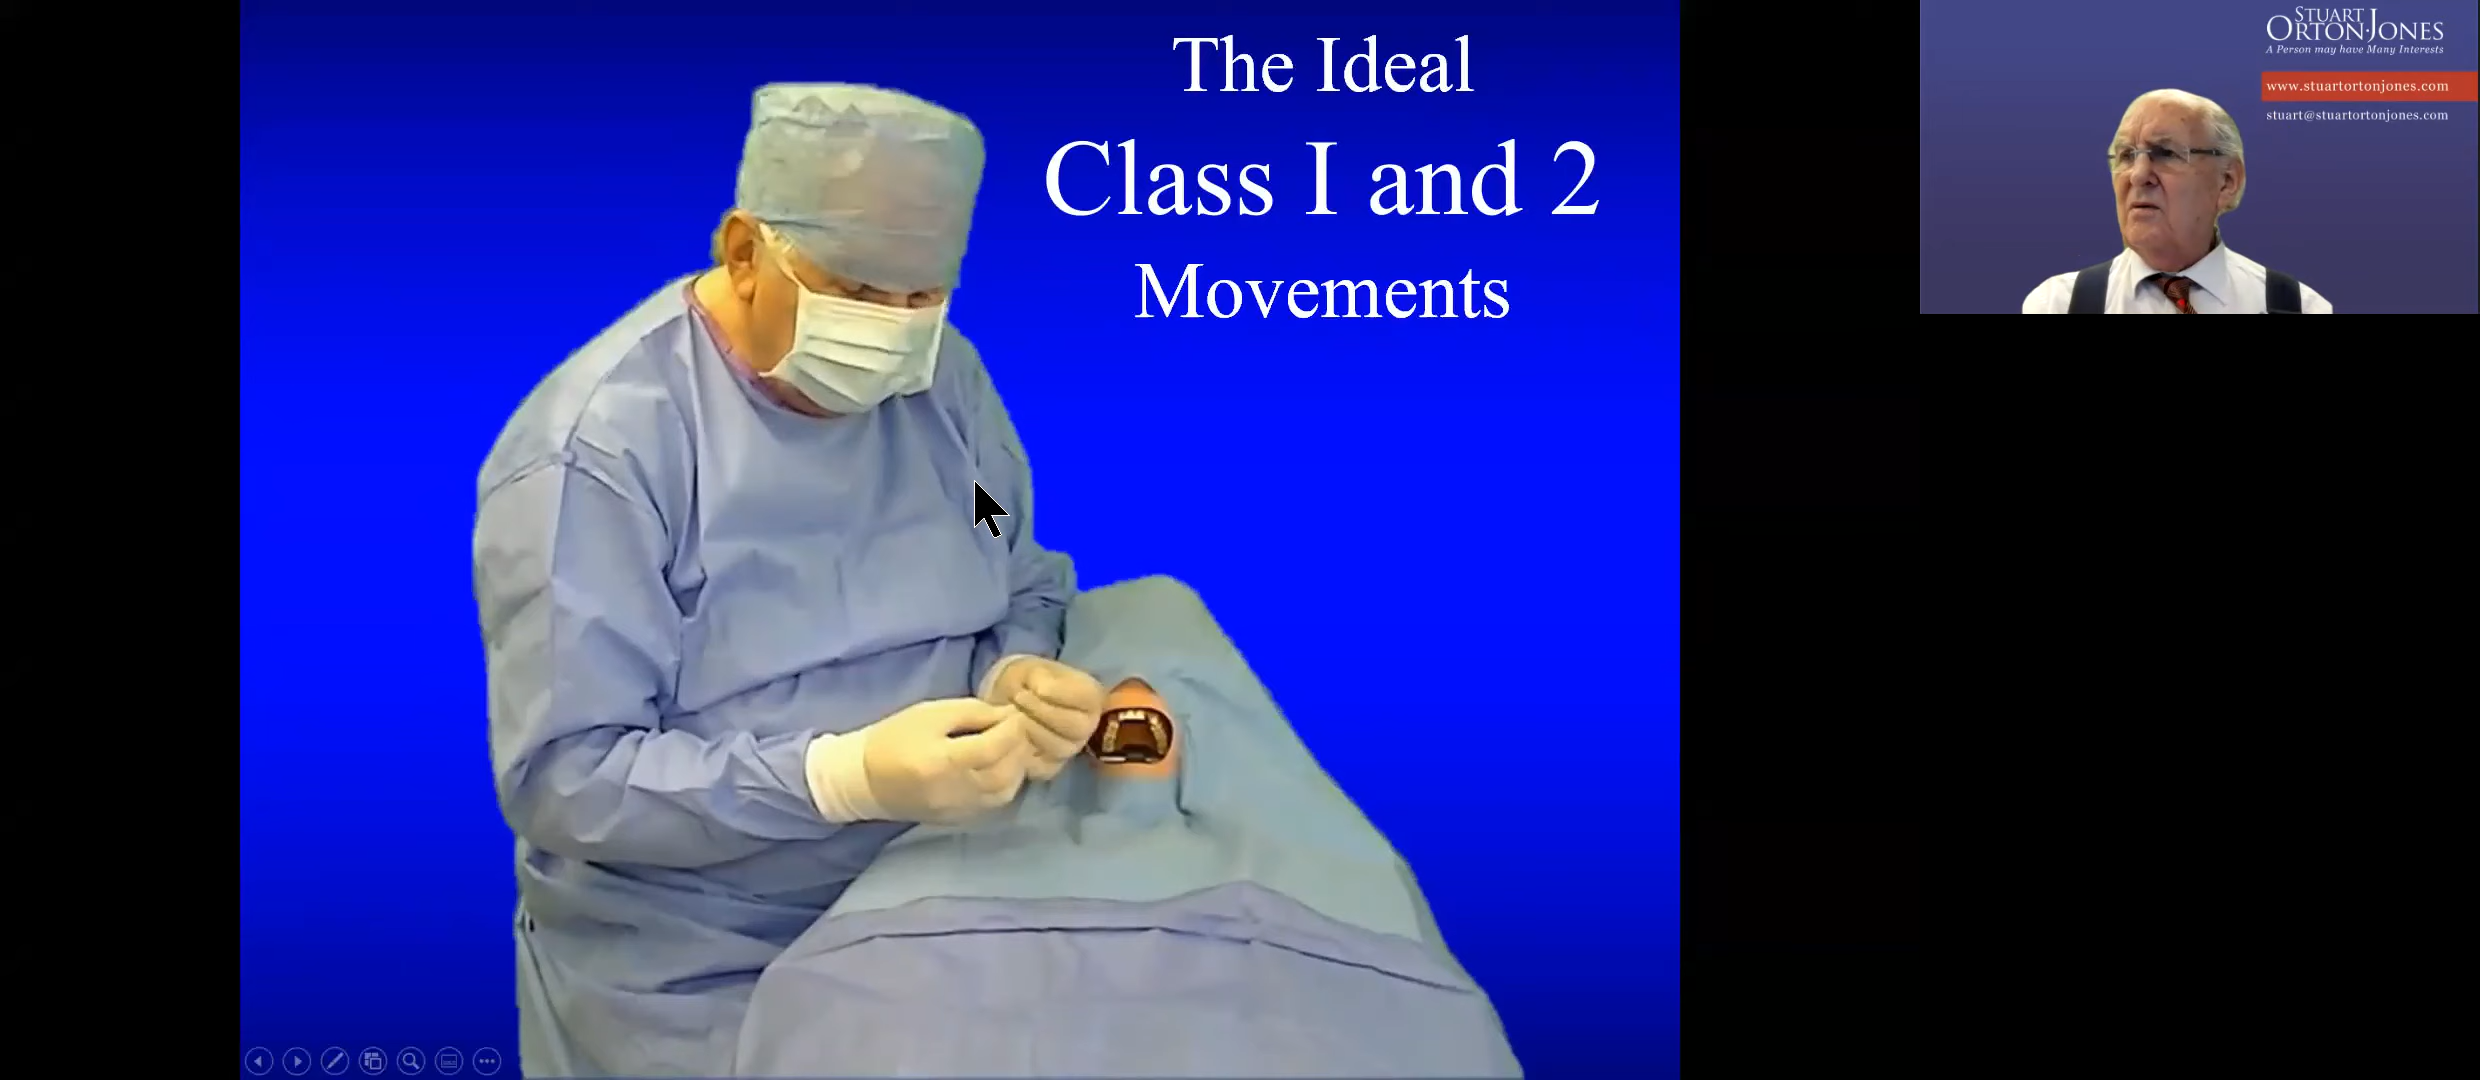 The Ideal
Class I and 2
Movements
STUART
ORTON-JONES
A Person may have Many Interests
www.stuartortonjones.com
stuart@stuartortonjones.com